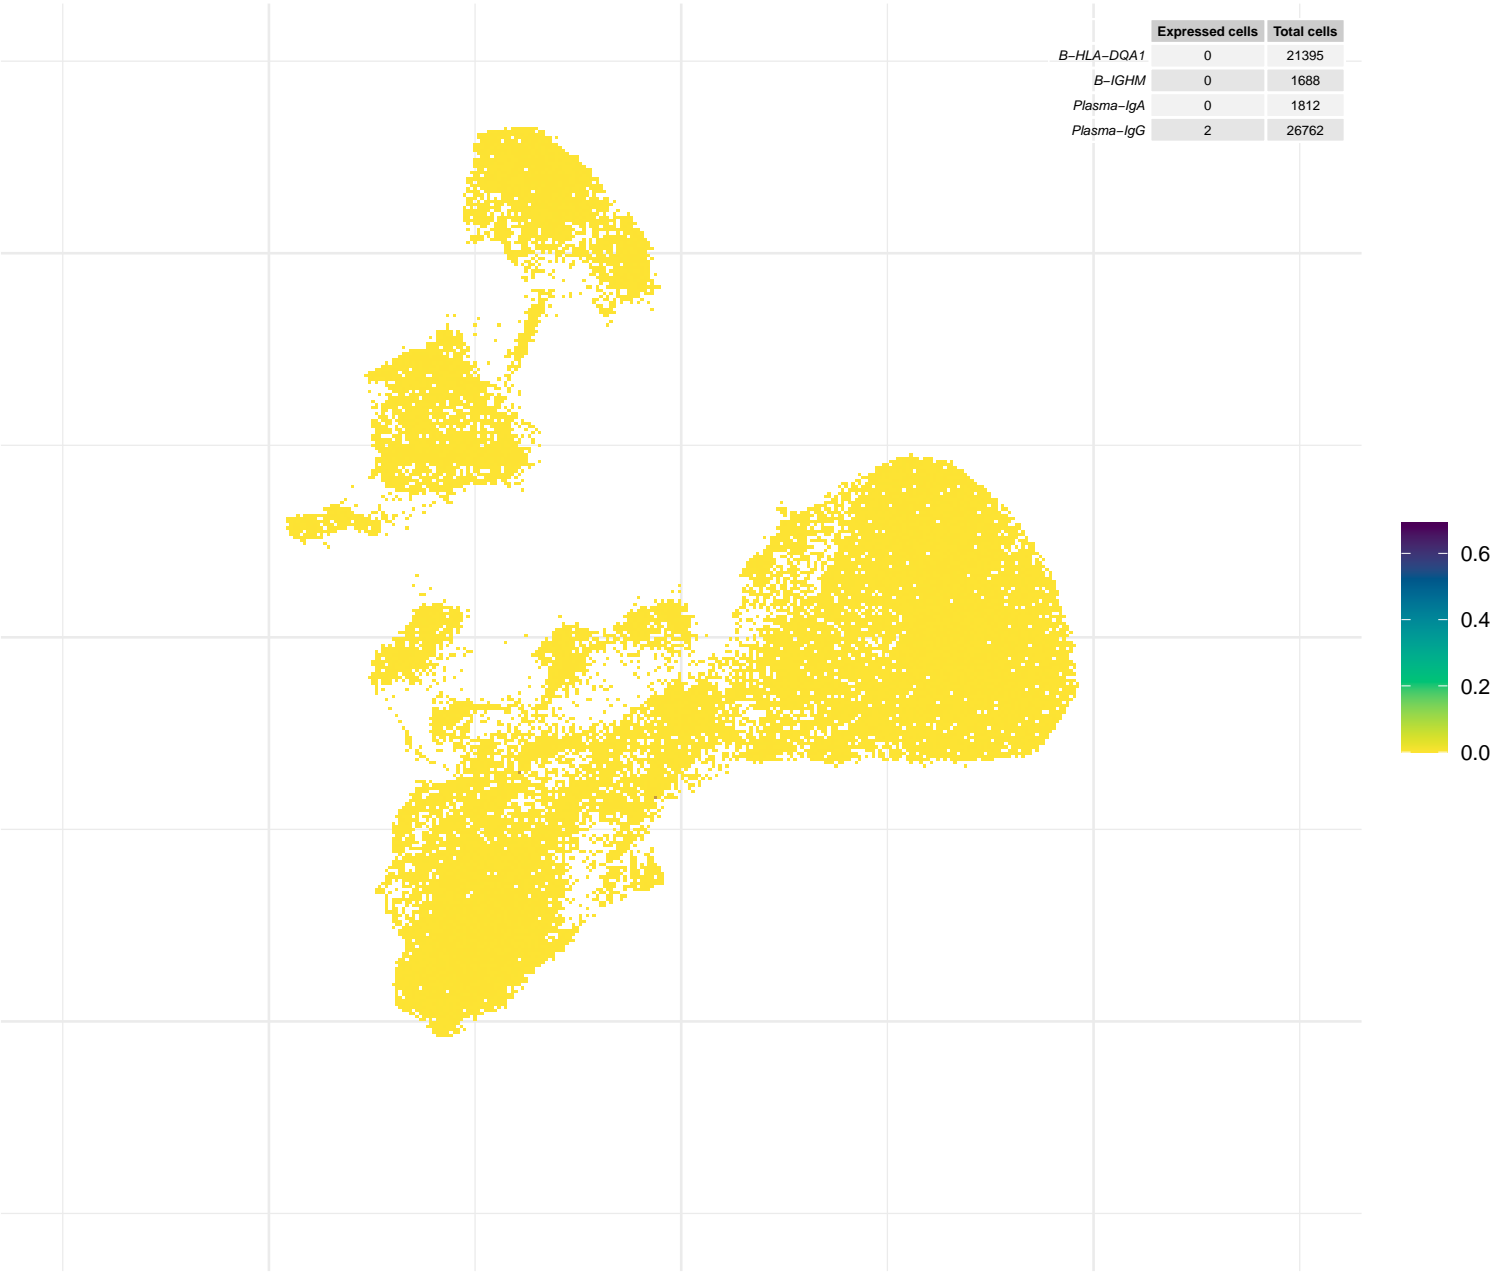 Expressed cells Total cells
B−HLA−DQA1 0 21395
B−IGHM 0 1688
Plasma−IgA 0 1812
Plasma−IgG 2 26762
0.6
0.4
0.2
0.0